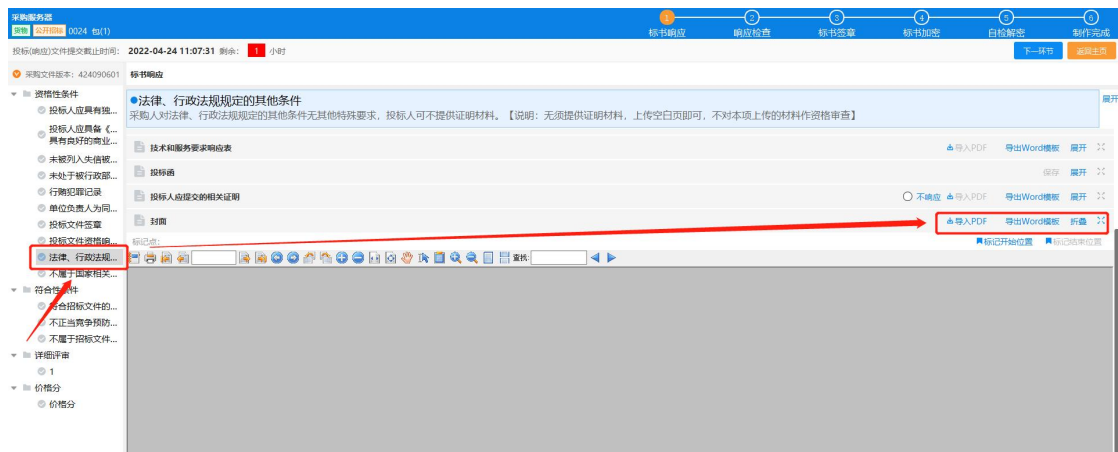 采购服务器
货物 公开招标 0024 包(1)
1 2 3 4 5 6
标书响应 响应检查 标书签章 标书加密 自检解密 制作完成
投标(响应)文件提交截止时间: 2022-04-24 11:07:31 剩余: 1 小时
下一环节 返回主页
采购文件版本: 424090601
标书响应
资格性条件
投标人应具有独...
投标人应具备《...
具有良好的商业...
未被列入失信被...
未处于被行政部...
行贿犯罪记录
单位负责人为同...
投标文件签章
投标文件资格响...
法律、行政法规...
不属于国家相关...
符合性条件
符合招标文件的...
不正当竞争预防...
不属于招标文件...
详细评审
1
价格分
价格分
●法律、行政法规规定的其他条件
展开
采购人对法律、行政法规规定的其他条件无其他特殊要求，投标人可不提供证明材料。【说明：无须提供证明材料，上传空白页即可，不对本项上传的材料作资格审查】
技术和服务要求响应表 导入PDF 导出Word模板 展开
投标函 保存 展开
投标人应提交的相关证明 不响应 导入PDF 导出Word模板 展开
封面 导入PDF 导出Word模板 折叠
标记点: 标记开始位置 标记结束位置
查找: